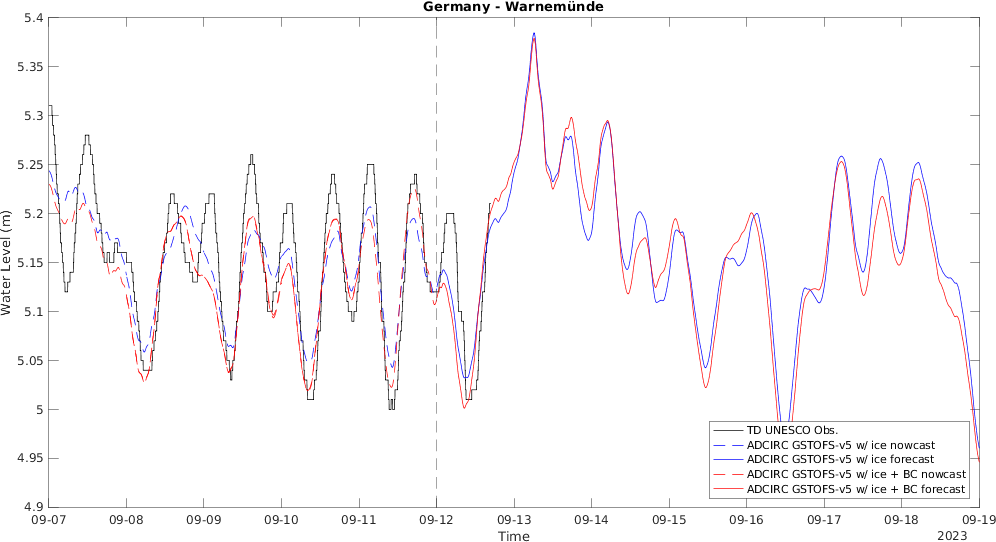 Germany - Warnemünde
5.4
5.35
5.3
5.25
5.2
5.15
5.1
5.05
5
4.95
4.9
Water Level (m)
TD UNESCO Obs.
ADCIRC GSTOFS-v5 w/ ice nowcast
ADCIRC GSTOFS-v5 w/ ice forecast
ADCIRC GSTOFS-v5 w/ ice + BC nowcast
ADCIRC GSTOFS-v5 w/ ice + BC forecast
09-07 09-08 09-09 09-10 09-11 09-12 09-13 09-14 09-15 09-16 09-17 09-18 09-19
Time
2023